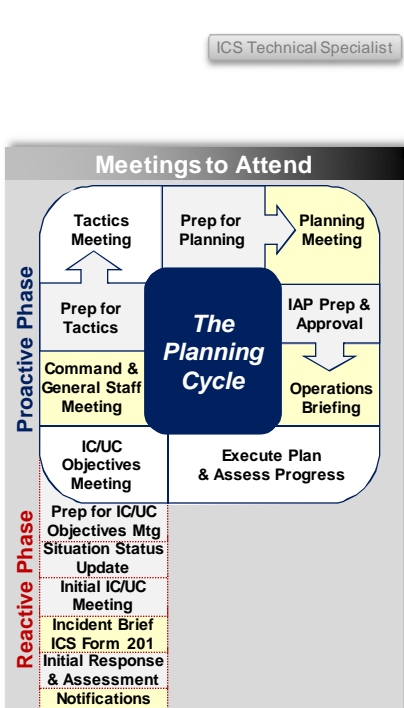 ICS Technical Specialist
Meetings to Attend
Tactics
Meeting
Prep for
Planning
Planning
Meeting
Proactive Phase
Prep for
Tactics
The
Planning
Cycle
IAP Prep &
Approval
Command &
General Staff
Meeting
Operations
Briefing
IC/UC
Objectives
Meeting
Execute Plan
& Assess Progress
Reactive Phase
Prep for IC/UC
Objectives Mtg
Situation Status
Update
Initial IC/UC
Meeting
Incident Brief
ICS Form 201
Initial Response
& Assessment
Notifications